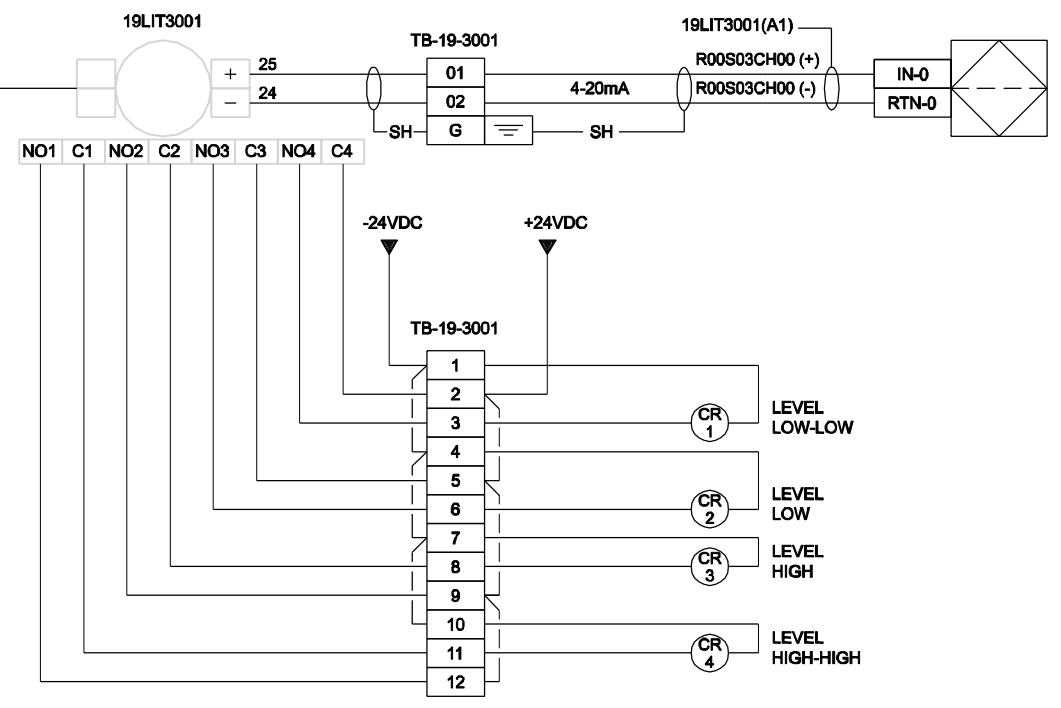 19LIT3001
19LIT3001(A1)
TB-19-3001
+ 25
01
R00S03CH00 (+)
IN-0
− 24
02
4-20mA
R00S03CH00 (-)
RTN-0
SH
G
SH
NO1 C1 NO2 C2 NO3 C3 NO4 C4
-24VDC
+24VDC
TB-19-3001
1
2
3
4
5
6
7
8
9
10
11
12
CR
1
LEVEL
LOW-LOW
CR
2
LEVEL
LOW
CR
3
LEVEL
HIGH
CR
4
LEVEL
HIGH-HIGH